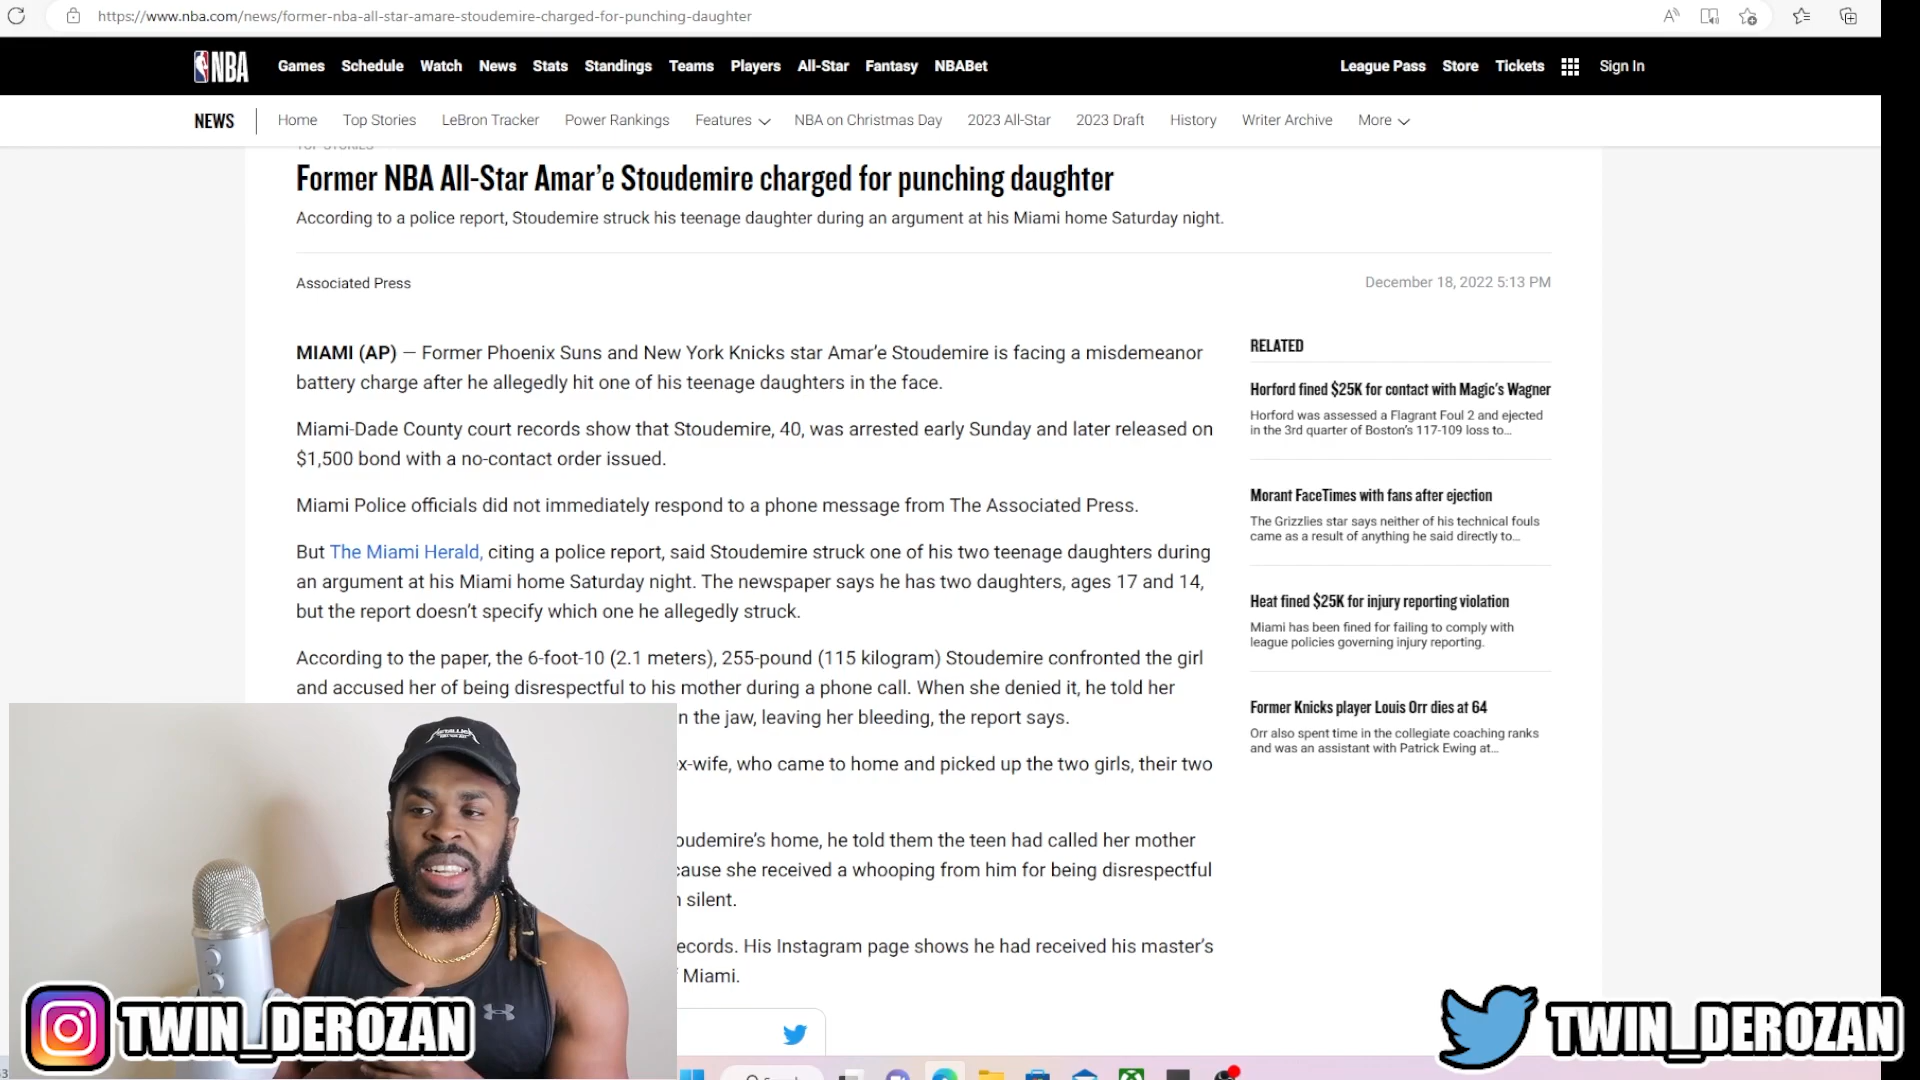 https://www.nba.com/news/former-nba-all-star-amare-stoudemire-charged-for-punching-daughter
NBA Games Schedule Watch News Stats Standings Teams Players All-Star Fantasy NBABet League Pass Store Tickets Sign In
NEWS Home Top Stories LeBron Tracker Power Rankings Features NBA on Christmas Day 2023 All-Star 2023 Draft History Writer Archive More
TOP STORIES
Former NBA All-Star Amar’e Stoudemire charged for punching daughter
According to a police report, Stoudemire struck his teenage daughter during an argument at his Miami home Saturday night.
Associated Press
December 18, 2022 5:13 PM
MIAMI (AP) — Former Phoenix Suns and New York Knicks star Amar’e Stoudemire is facing a misdemeanor
battery charge after he allegedly hit one of his teenage daughters in the face.
Miami-Dade County court records show that Stoudemire, 40, was arrested early Sunday and later released on
$1,500 bond with a no-contact order issued.
Miami Police officials did not immediately respond to a phone message from The Associated Press.
But The Miami Herald, citing a police report, said Stoudemire struck one of his two teenage daughters during
an argument at his Miami home Saturday night. The newspaper says he has two daughters, ages 17 and 14,
but the report doesn’t specify which one he allegedly struck.
According to the paper, the 6-foot-10 (2.1 meters), 255-pound (115 kilogram) Stoudemire confronted the girl
and accused her of being disrespectful to his mother during a phone call. When she denied it, he told her
n the jaw, leaving her bleeding, the report says.
x-wife, who came to home and picked up the two girls, their two
oudemire’s home, he told them the teen had called her mother
cause she received a whooping from him for being disrespectful
silent.
ecords. His Instagram page shows he had received his master’s
f Miami.
RELATED
Horford fined $25K for contact with Magic’s Wagner
Horford was assessed a Flagrant Foul 2 and ejected
in the 3rd quarter of Boston’s 117-109 loss to...
Morant FaceTimes with fans after ejection
The Grizzlies star says neither of his technical fouls
came as a result of anything he said directly to...
Heat fined $25K for injury reporting violation
Miami has been fined for failing to comply with
league policies governing injury reporting.
Former Knicks player Louis Orr dies at 64
Orr also spent time in the collegiate coaching ranks
and was an assistant with Patrick Ewing at...
METALLICA
TWIN_DEROZAN
TWIN_DEROZAN